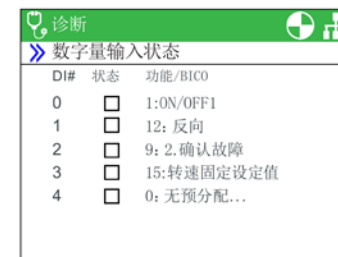 诊断
数字量输入状态
DI# 状态 功能/BICO
0 1:ON/OFF1
1 12: 反向
2 9: 2.确认故障
3 15:转速固定设定值
4 0: 无预分配...